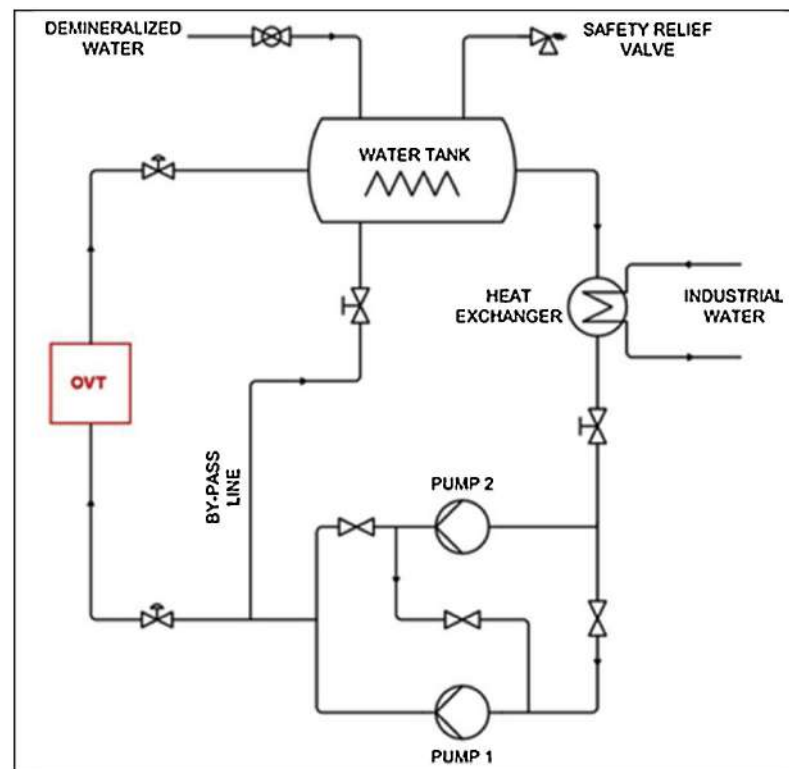 DEMINERALIZED
WATER
SAFETY RELIEF
VALVE
WATER TANK
HEAT
EXCHANGER
INDUSTRIAL
WATER
OVT
BY-PASS
LINE
PUMP 2
PUMP 1